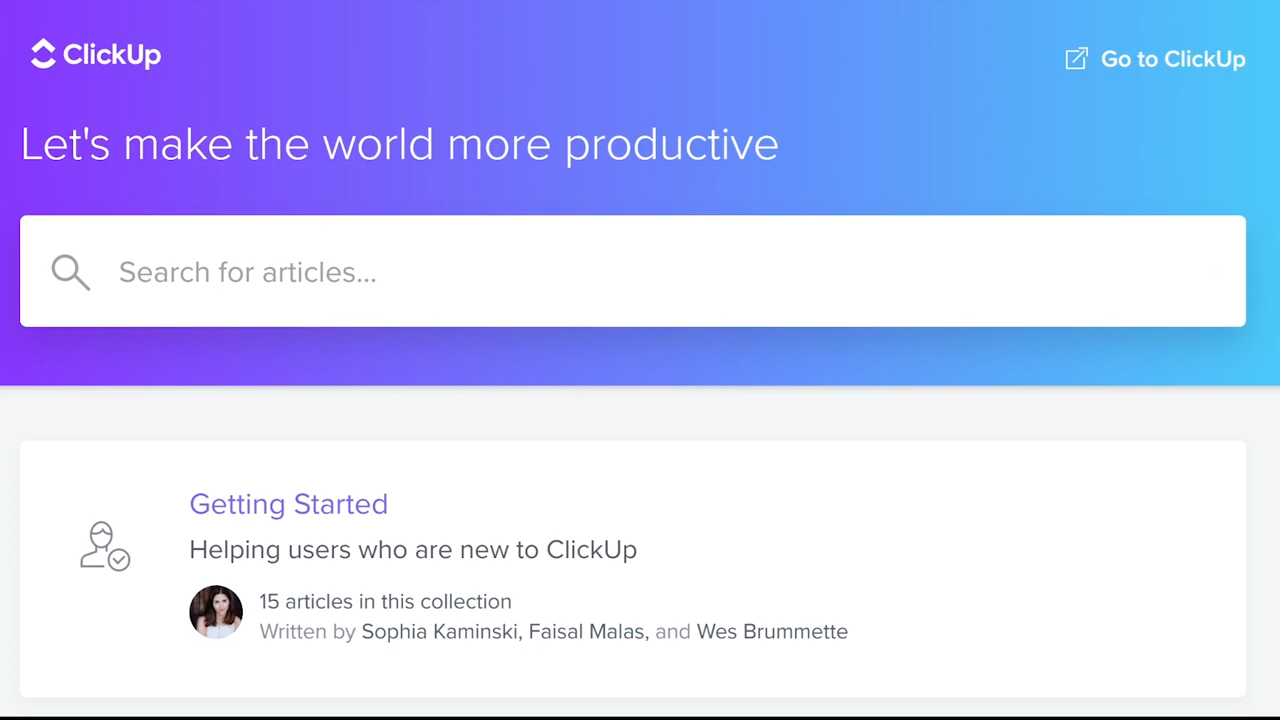 ClickUp
Go to ClickUp
Let's make the world more productive
Search for articles...
Getting Started
Helping users who are new to ClickUp
15 articles in this collection
Written by Sophia Kaminski, Faisal Malas, and Wes Brummette